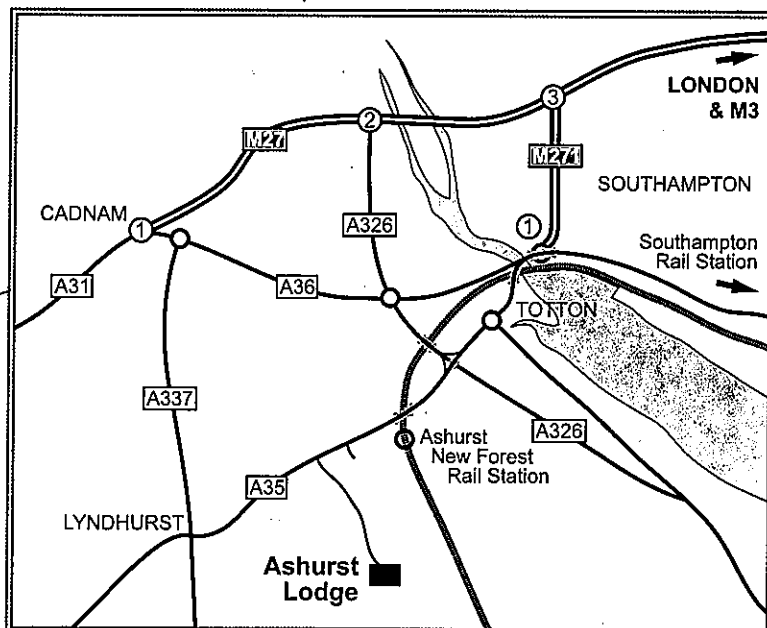 LONDON
& M3
3
2
M27
M271
SOUTHAMPTON
CADNAM
1
A326
1
Southampton
Rail Station
A31
A36
TOTTON
A337
Ashurst
New Forest
Rail Station
A326
A35
LYNDHURST
Ashurst
Lodge